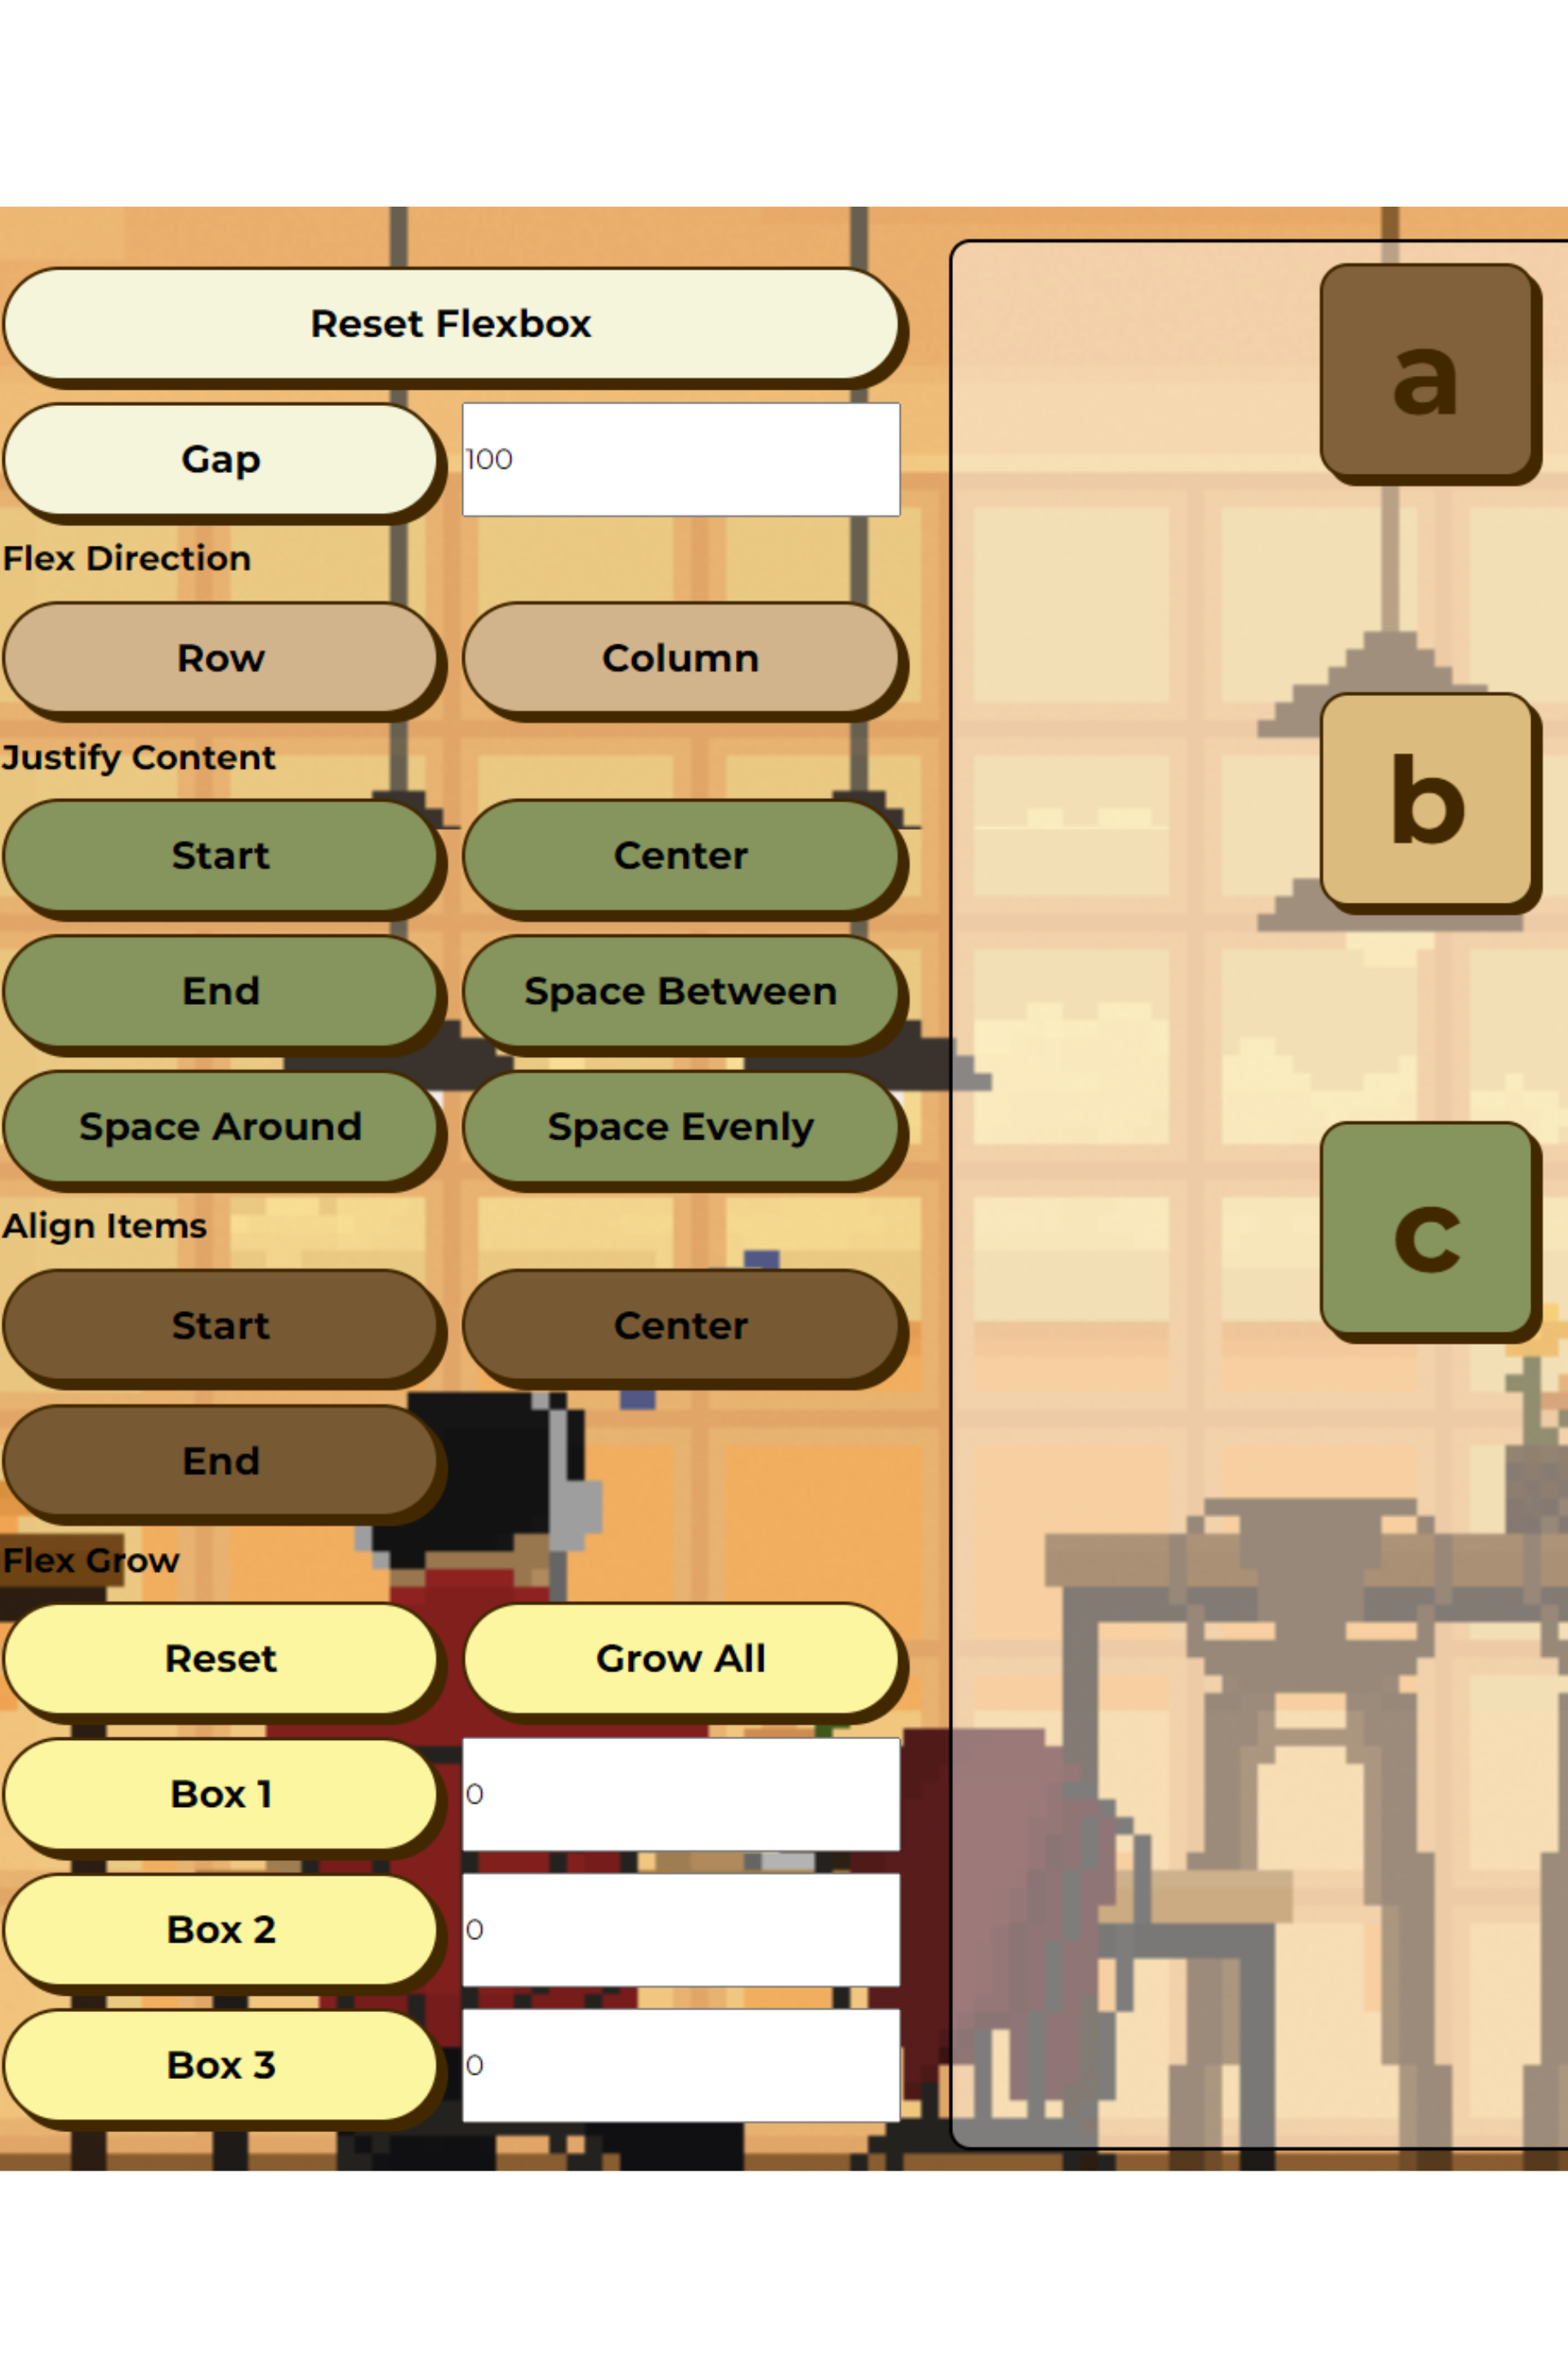 Reset Flexbox
Gap 100
Flex Direction
Row Column
Justify Content
Start Center
End Space Between
Space Around Space Evenly
Align Items
Start Center
End
Flex Grow
Reset Grow All
Box 1 0
Box 2 0
Box 3 0
a
b
c